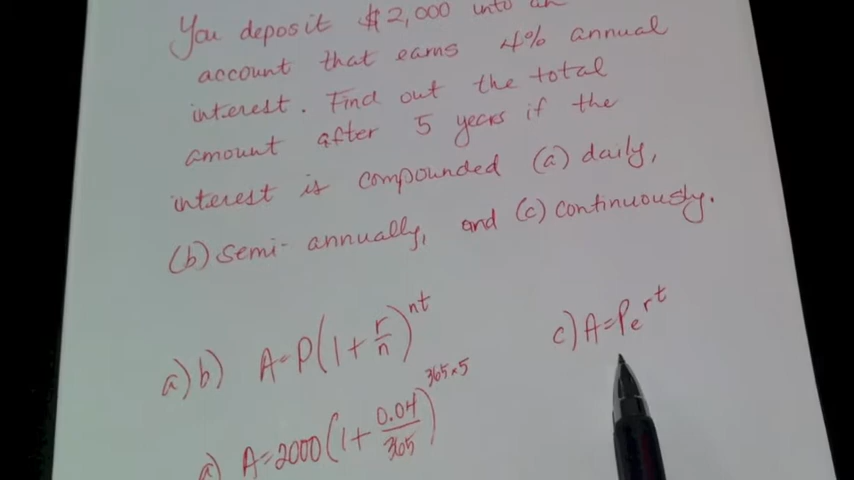 You deposit $2,000 into an
account that earns 4% annual
interest. Find out the total
amount after 5 years if the
interest is compounded (a) daily,
(b) semi-annually, and (c) continuously.
a) b) A=P(1+r/n)^nt
c) A=Pe^rt
a) A=2000(1+0.04/365)^365×5